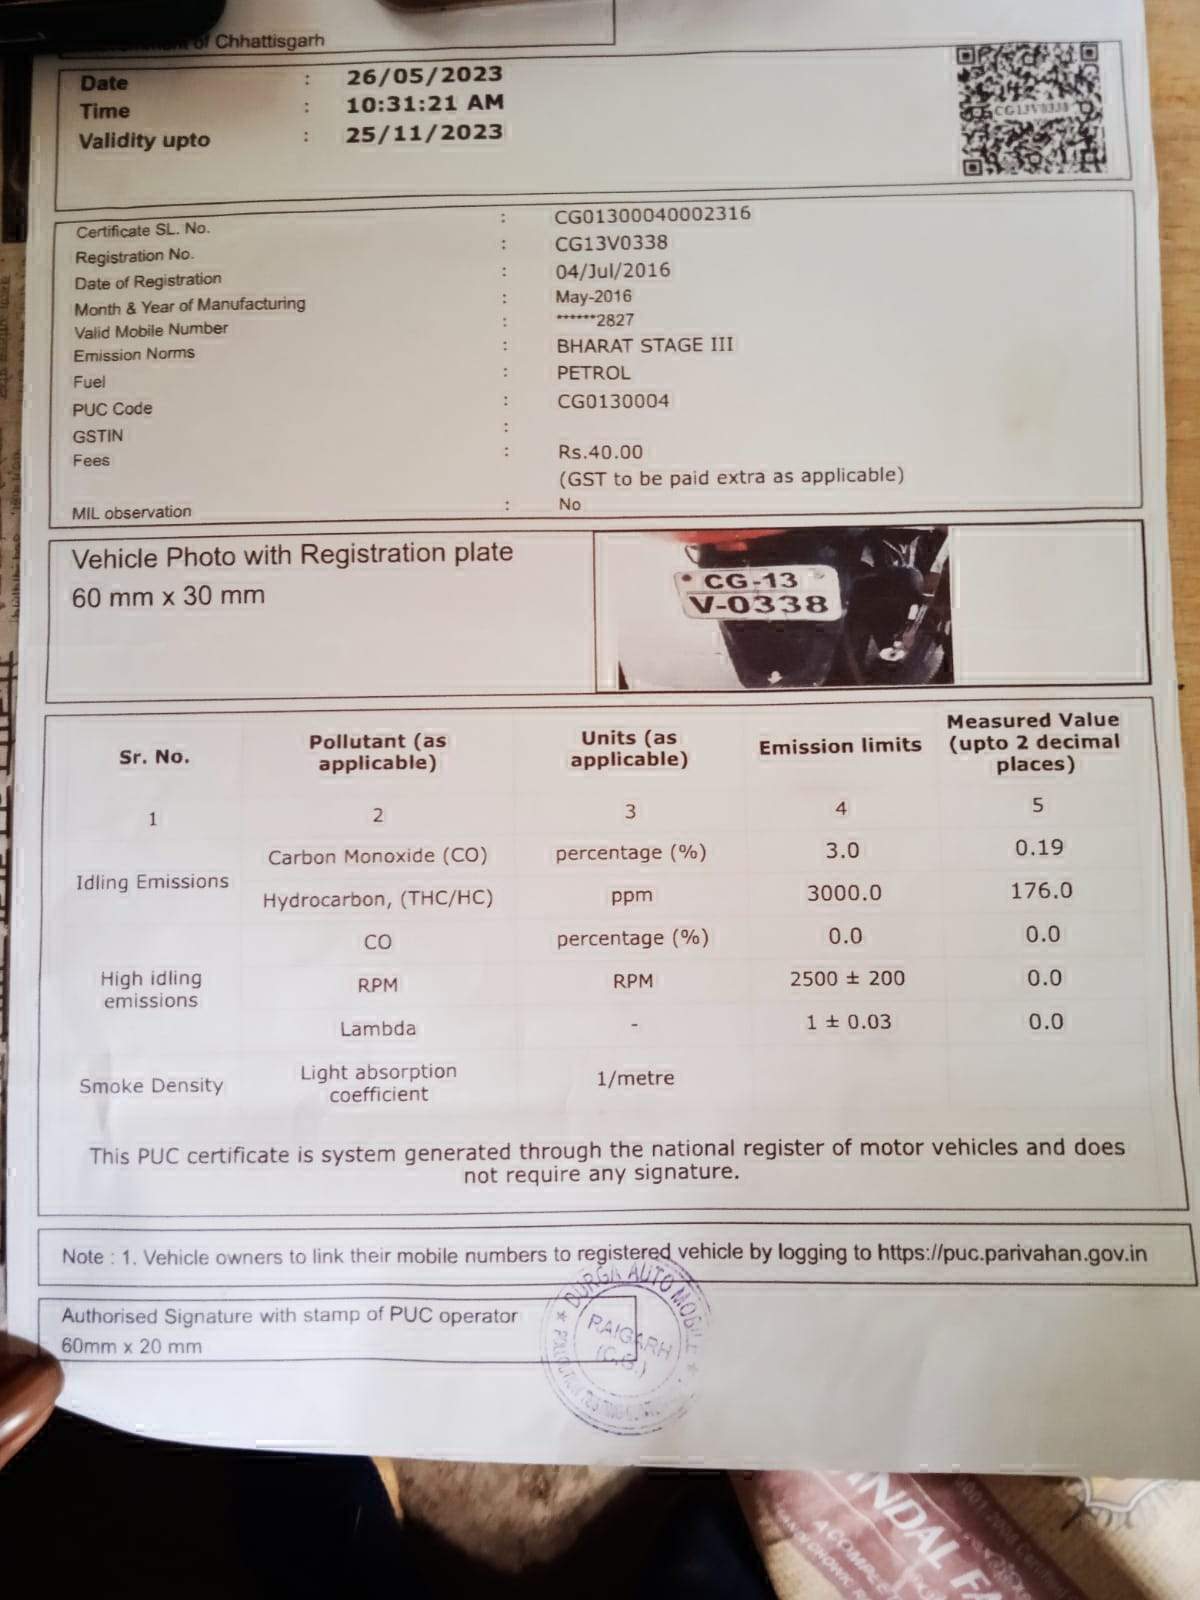 of Chhattisgarh
Date : 26/05/2023
Time : 10:31:21 AM
Validity upto : 25/11/2023
CG13V0338
Certificate SL. No. : CG01300040002316
Registration No. : CG13V0338
Date of Registration : 04/Jul/2016
Month & Year of Manufacturing : May-2016
Valid Mobile Number : ******2827
Emission Norms : BHARAT STAGE III
Fuel : PETROL
PUC Code : CG0130004
GSTIN :
Fees : Rs.40.00
(GST to be paid extra as applicable)
MIL observation : No
Vehicle Photo with Registration plate
60 mm x 30 mm
CG-13
V-0338
Sr. No. Pollutant (as applicable) Units (as applicable) Emission limits Measured Value (upto 2 decimal places)
1 2 3 4 5
Idling Emissions Carbon Monoxide (CO) percentage (%) 3.0 0.19
Hydrocarbon, (THC/HC) ppm 3000.0 176.0
High idling emissions CO percentage (%) 0.0 0.0
RPM RPM 2500 ± 200 0.0
Lambda - 1 ± 0.03 0.0
Smoke Density Light absorption coefficient 1/metre
This PUC certificate is system generated through the national register of motor vehicles and does
not require any signature.
Note : 1. Vehicle owners to link their mobile numbers to registered vehicle by logging to https://puc.parivahan.gov.in
Authorised Signature with stamp of PUC operator
60mm x 20 mm
DURGA AUTO MOBILE
RAIGARH
(C.G.)
NDAL FA
A COMPLET